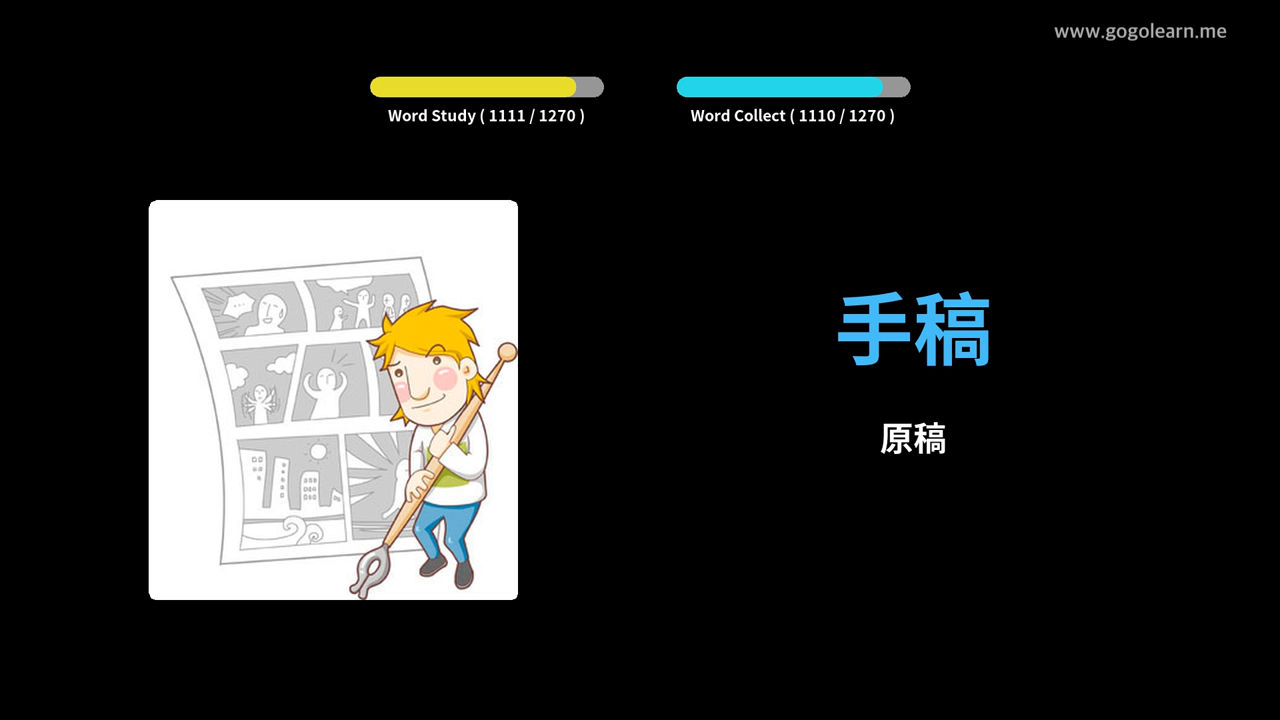 www.gogolearn.me
Word Study ( 1111 / 1270 )
Word Collect ( 1110 / 1270 )
手稿
原稿